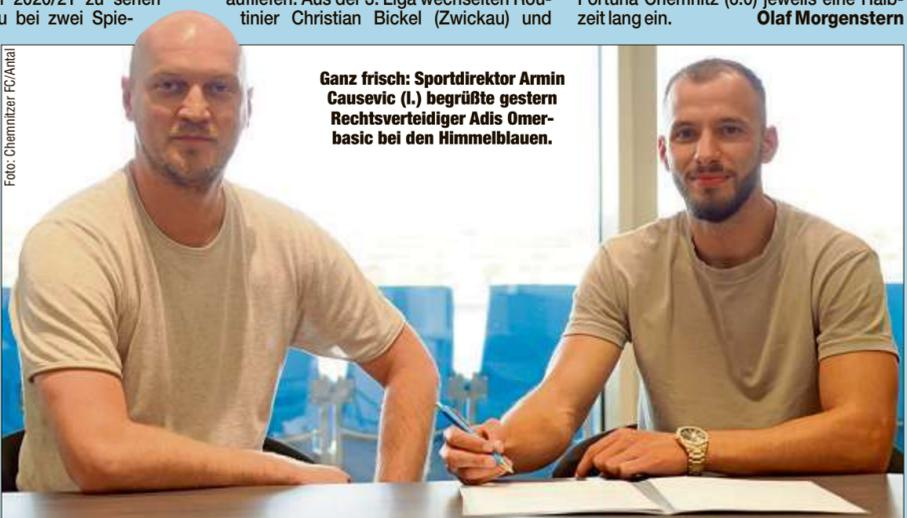 2020/21 zu sehen
bei zwei Spie-
auflieren. Aus der 3. Liga wechselten Rou-
tinier Christian Bickel (Zwickau) und
Fortuna Chemnitz (8:0) jeweils eine Halb-
zeit lang ein.
Olaf Morgenstern
Foto: Chemnitzer FC/Antal
Ganz frisch: Sportdirektor Armin
Causevic (l.) begrüßte gestern
Rechtsverteidiger Adis Omer-
basic bei den Himmelblauen.